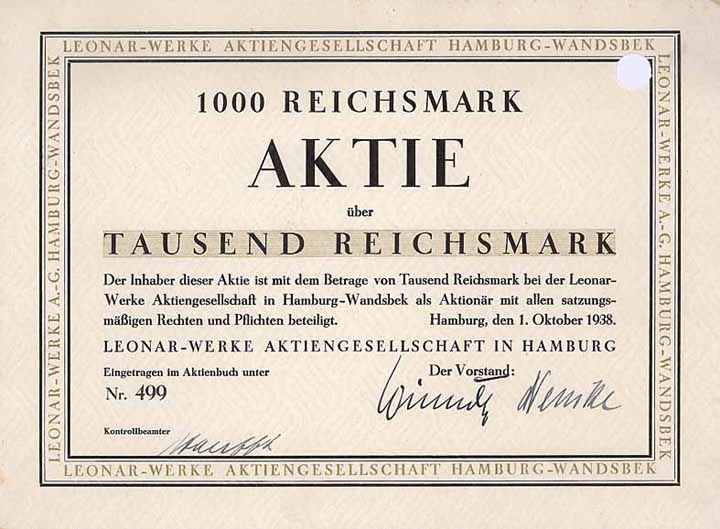 LEONAR-WERKE AKTIENGESELLSCHAFT HAMBURG-WANDSBEK
LEONAR-WERKE A.-G. HAMBURG-WANDSBEK
LEONAR-WERKE A.-G. HAMBURG-WANDSBEK
1000 REICHSMARK
AKTIE
über
TAUSEND REICHSMARK
Der Inhaber dieser Aktie ist mit dem Betrage von Tausend Reichsmark bei der Leonar-
Werke Aktiengesellschaft in Hamburg-Wandsbek als Aktionär mit allen satzungs-
mäßigen Rechten und Pflichten beteiligt. Hamburg, den 1. Oktober 1938.
LEONAR-WERKE AKTIENGESELLSCHAFT IN HAMBURG
Eingetragen im Aktienbuch unter
Der Vorstand:
Nr. 499
Kontrollbeamter
LEONAR-WERKE AKTIENGESELLSCHAFT HAMBURG-WANDSBEK